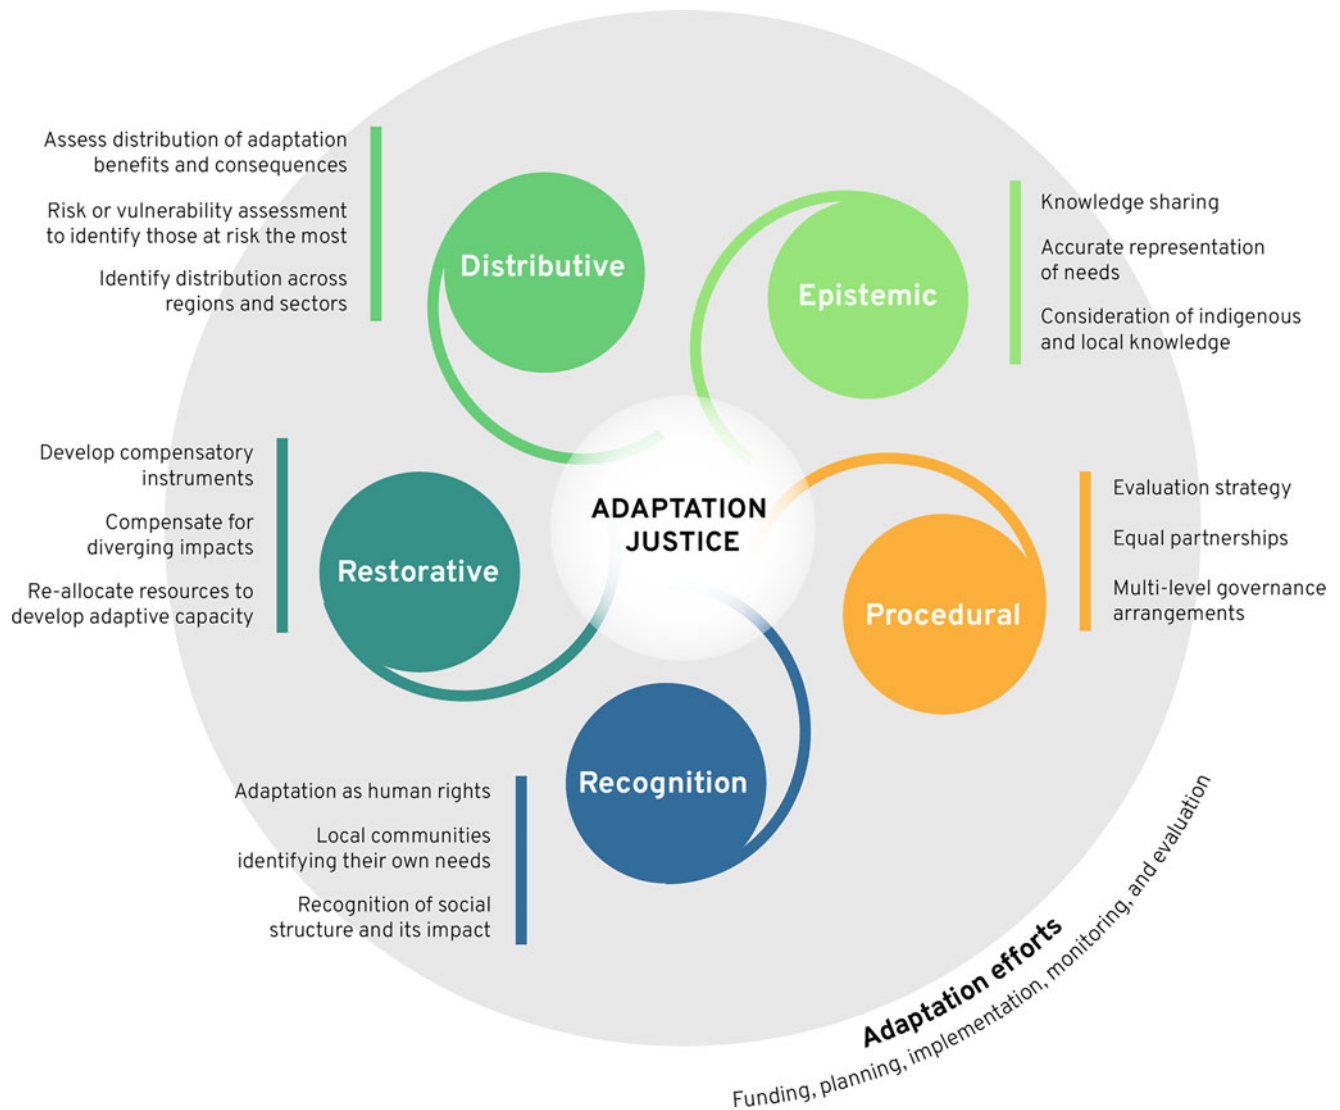 Assess distribution of adaptation
benefits and consequences
Risk or vulnerability assessment
to identify those at risk the most
Identify distribution across
regions and sectors
Distributive
Epistemic
Knowledge sharing
Accurate representation
of needs
Consideration of indigenous
and local knowledge
Develop compensatory
instruments
Compensate for
diverging impacts
Re-allocate resources to
develop adaptive capacity
Restorative
ADAPTATION
JUSTICE
Procedural
Evaluation strategy
Equal partnerships
Multi-level governance
arrangements
Adaptation as human rights
Local communities
identifying their own needs
Recognition of social
structure and its impact
Recognition
Adaptation efforts
Funding, planning, implementation, monitoring, and evaluation